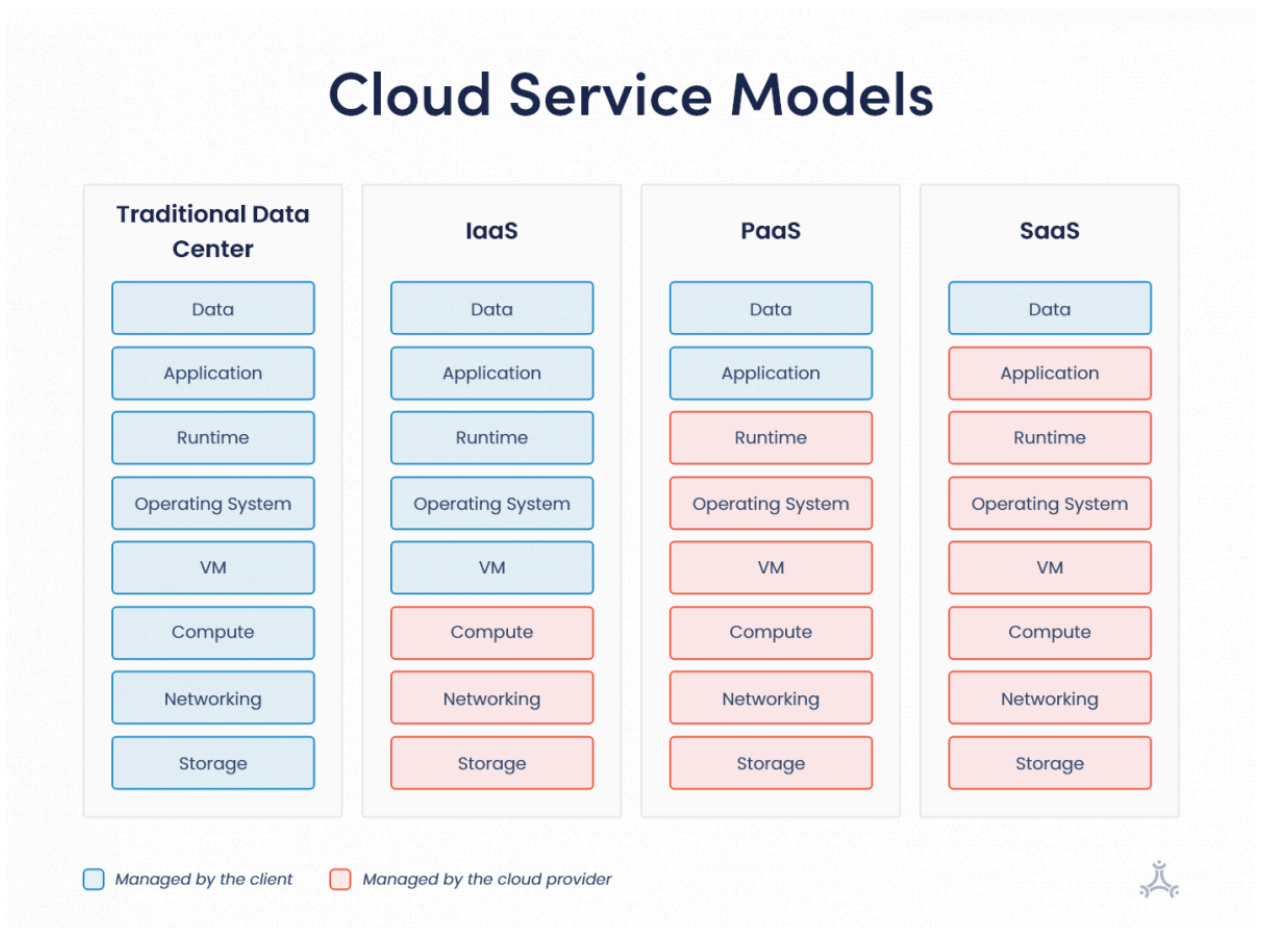 Cloud Service Models
Traditional Data
Center
Data
Application
Runtime
Operating System
VM
Compute
Networking
Storage
IaaS
Data
Application
Runtime
Operating System
VM
Compute
Networking
Storage
PaaS
Data
Application
Runtime
Operating System
VM
Compute
Networking
Storage
SaaS
Data
Application
Runtime
Operating System
VM
Compute
Networking
Storage
Managed by the client
Managed by the cloud provider